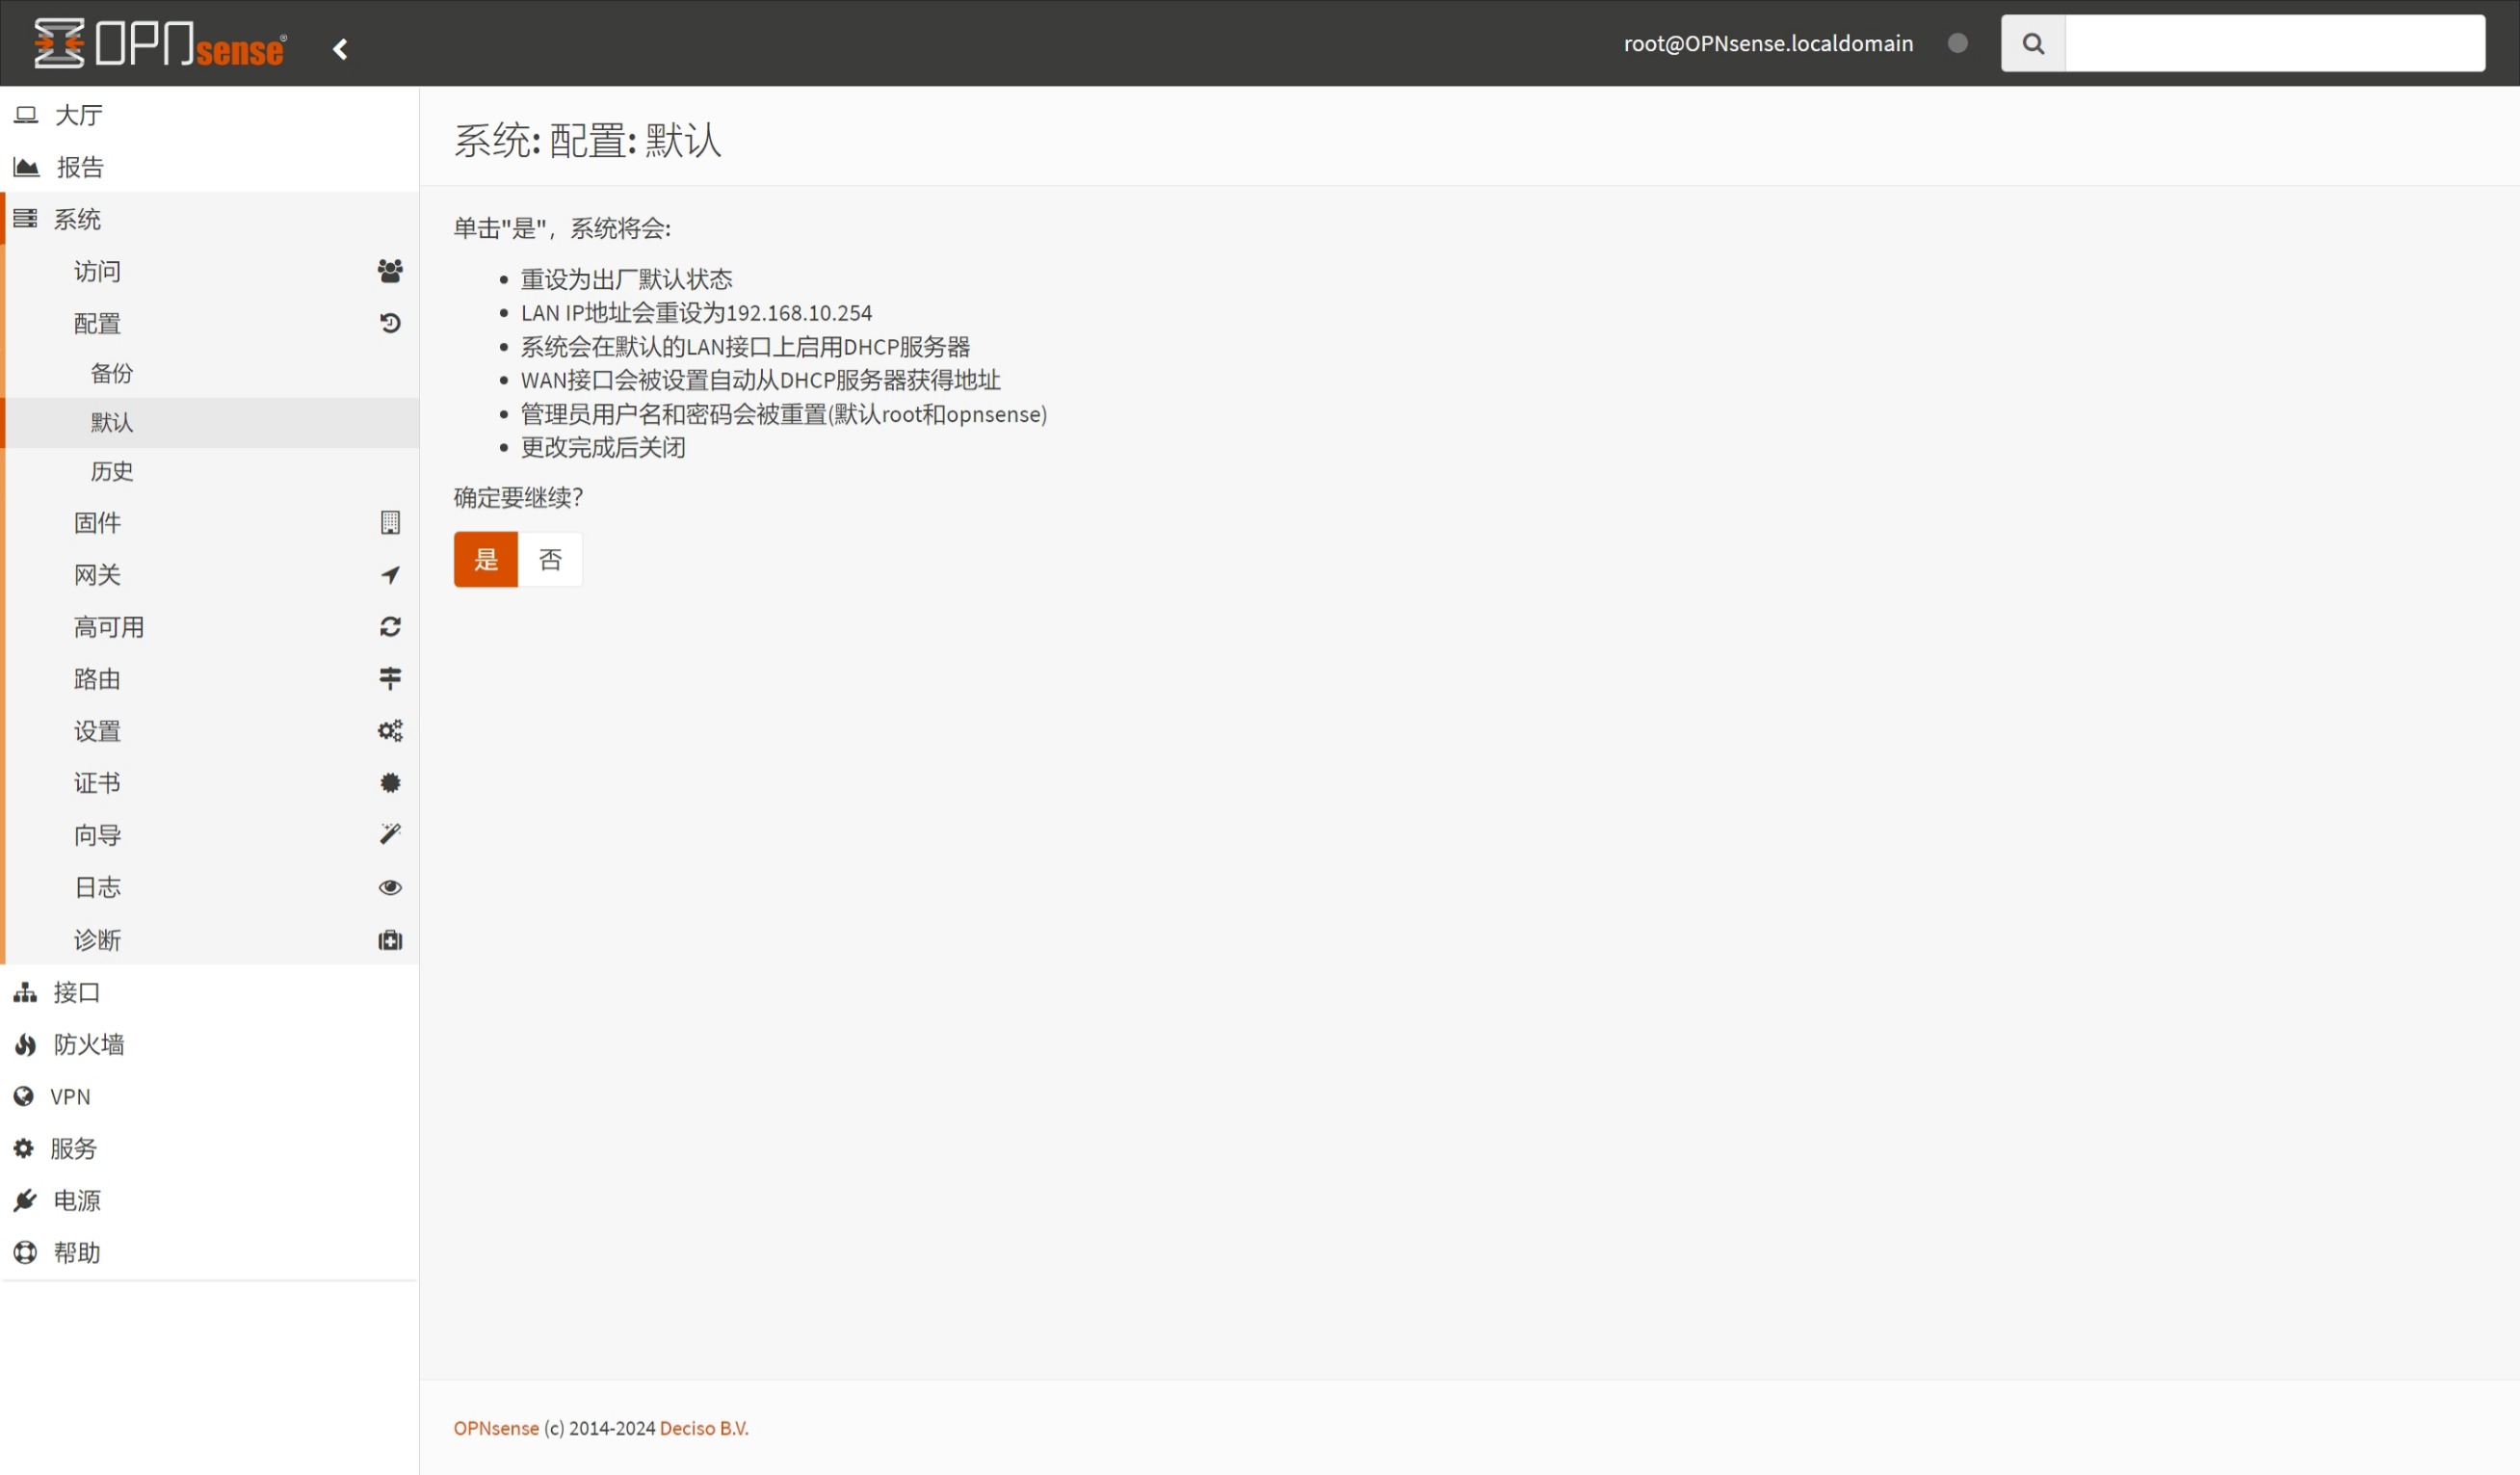 OPNsense®
root@OPNsense.localdomain
大厅
报告
系统
访问
配置
备份
默认
历史
固件
网关
高可用
路由
设置
证书
向导
日志
诊断
接口
防火墙
VPN
服务
电源
帮助
系统: 配置: 默认
单击"是"，系统将会:
重设为出厂默认状态
LAN IP地址会重设为192.168.10.254
系统会在默认的LAN接口上启用DHCP服务器
WAN接口会被设置自动从DHCP服务器获得地址
管理员用户名和密码会被重置(默认root和opnsense)
更改完成后关闭
确定要继续?
是 否
OPNsense (c) 2014-2024 Deciso B.V.